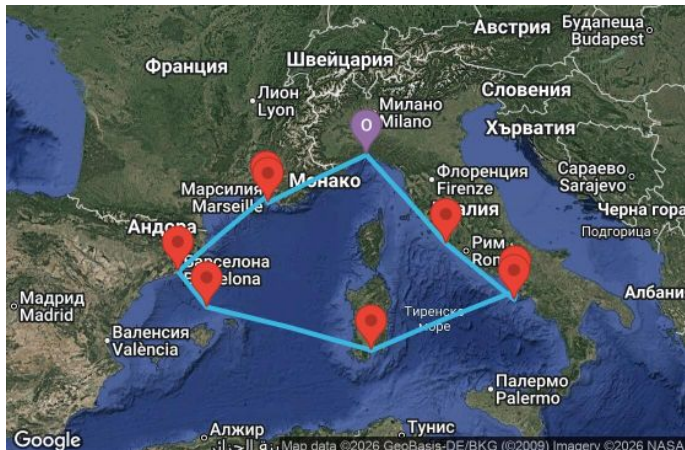 Австрия
Будапеща
Budapest
Франция
Швейцария
Лион
Lyon
Милано
Milano
Словения
Хърватия
O
Марсилия
Marseille
Монако
Флоренция
Firenze
Сараево
Sarajevo
Андора
Черна гора
Подгорица
Рим
Барселона
Мадрид
Madrid
Тиренско
море
Албани
Валенсия
València
Палермо
Palermo
Алжир
Тунис
Google
Map data ©2026 GeoBasis-DE/BKG (©2009) Imagery ©2026 NASA